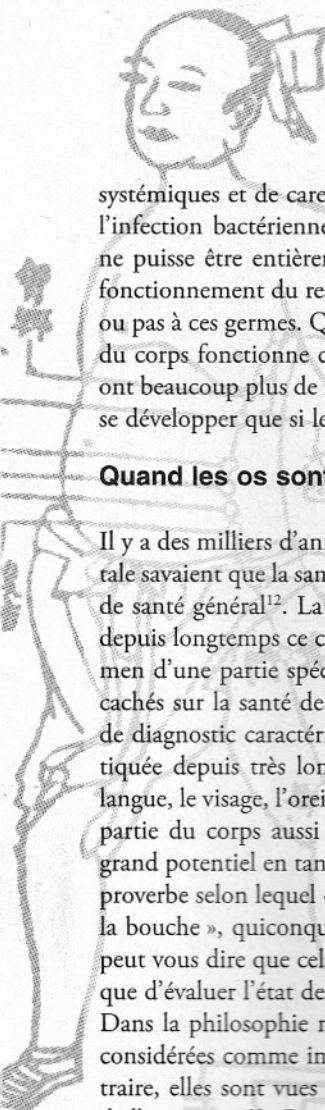 systémiques et de care
l'infection bactérienne
ne puisse être entièrer
fonctionnement du re
ou pas à ces germes. Q
du corps fonctionne c
ont beaucoup plus de
se développer que si le
Quand les os sont
Il y a des milliers d'an
tale savaient que la san
de santé général¹². La
depuis longtemps ce c
men d'une partie spéc
cachés sur la santé de
de diagnostic caractéri
tiquée depuis très lon
langue, le visage, l'orei
partie du corps aussi
grand potentiel en tan
proverbe selon lequel «
la bouche », quiconqu
peut vous dire que cel
que d'évaluer l'état de
Dans la philosophie n
considérées comme in
traire, elles sont vues